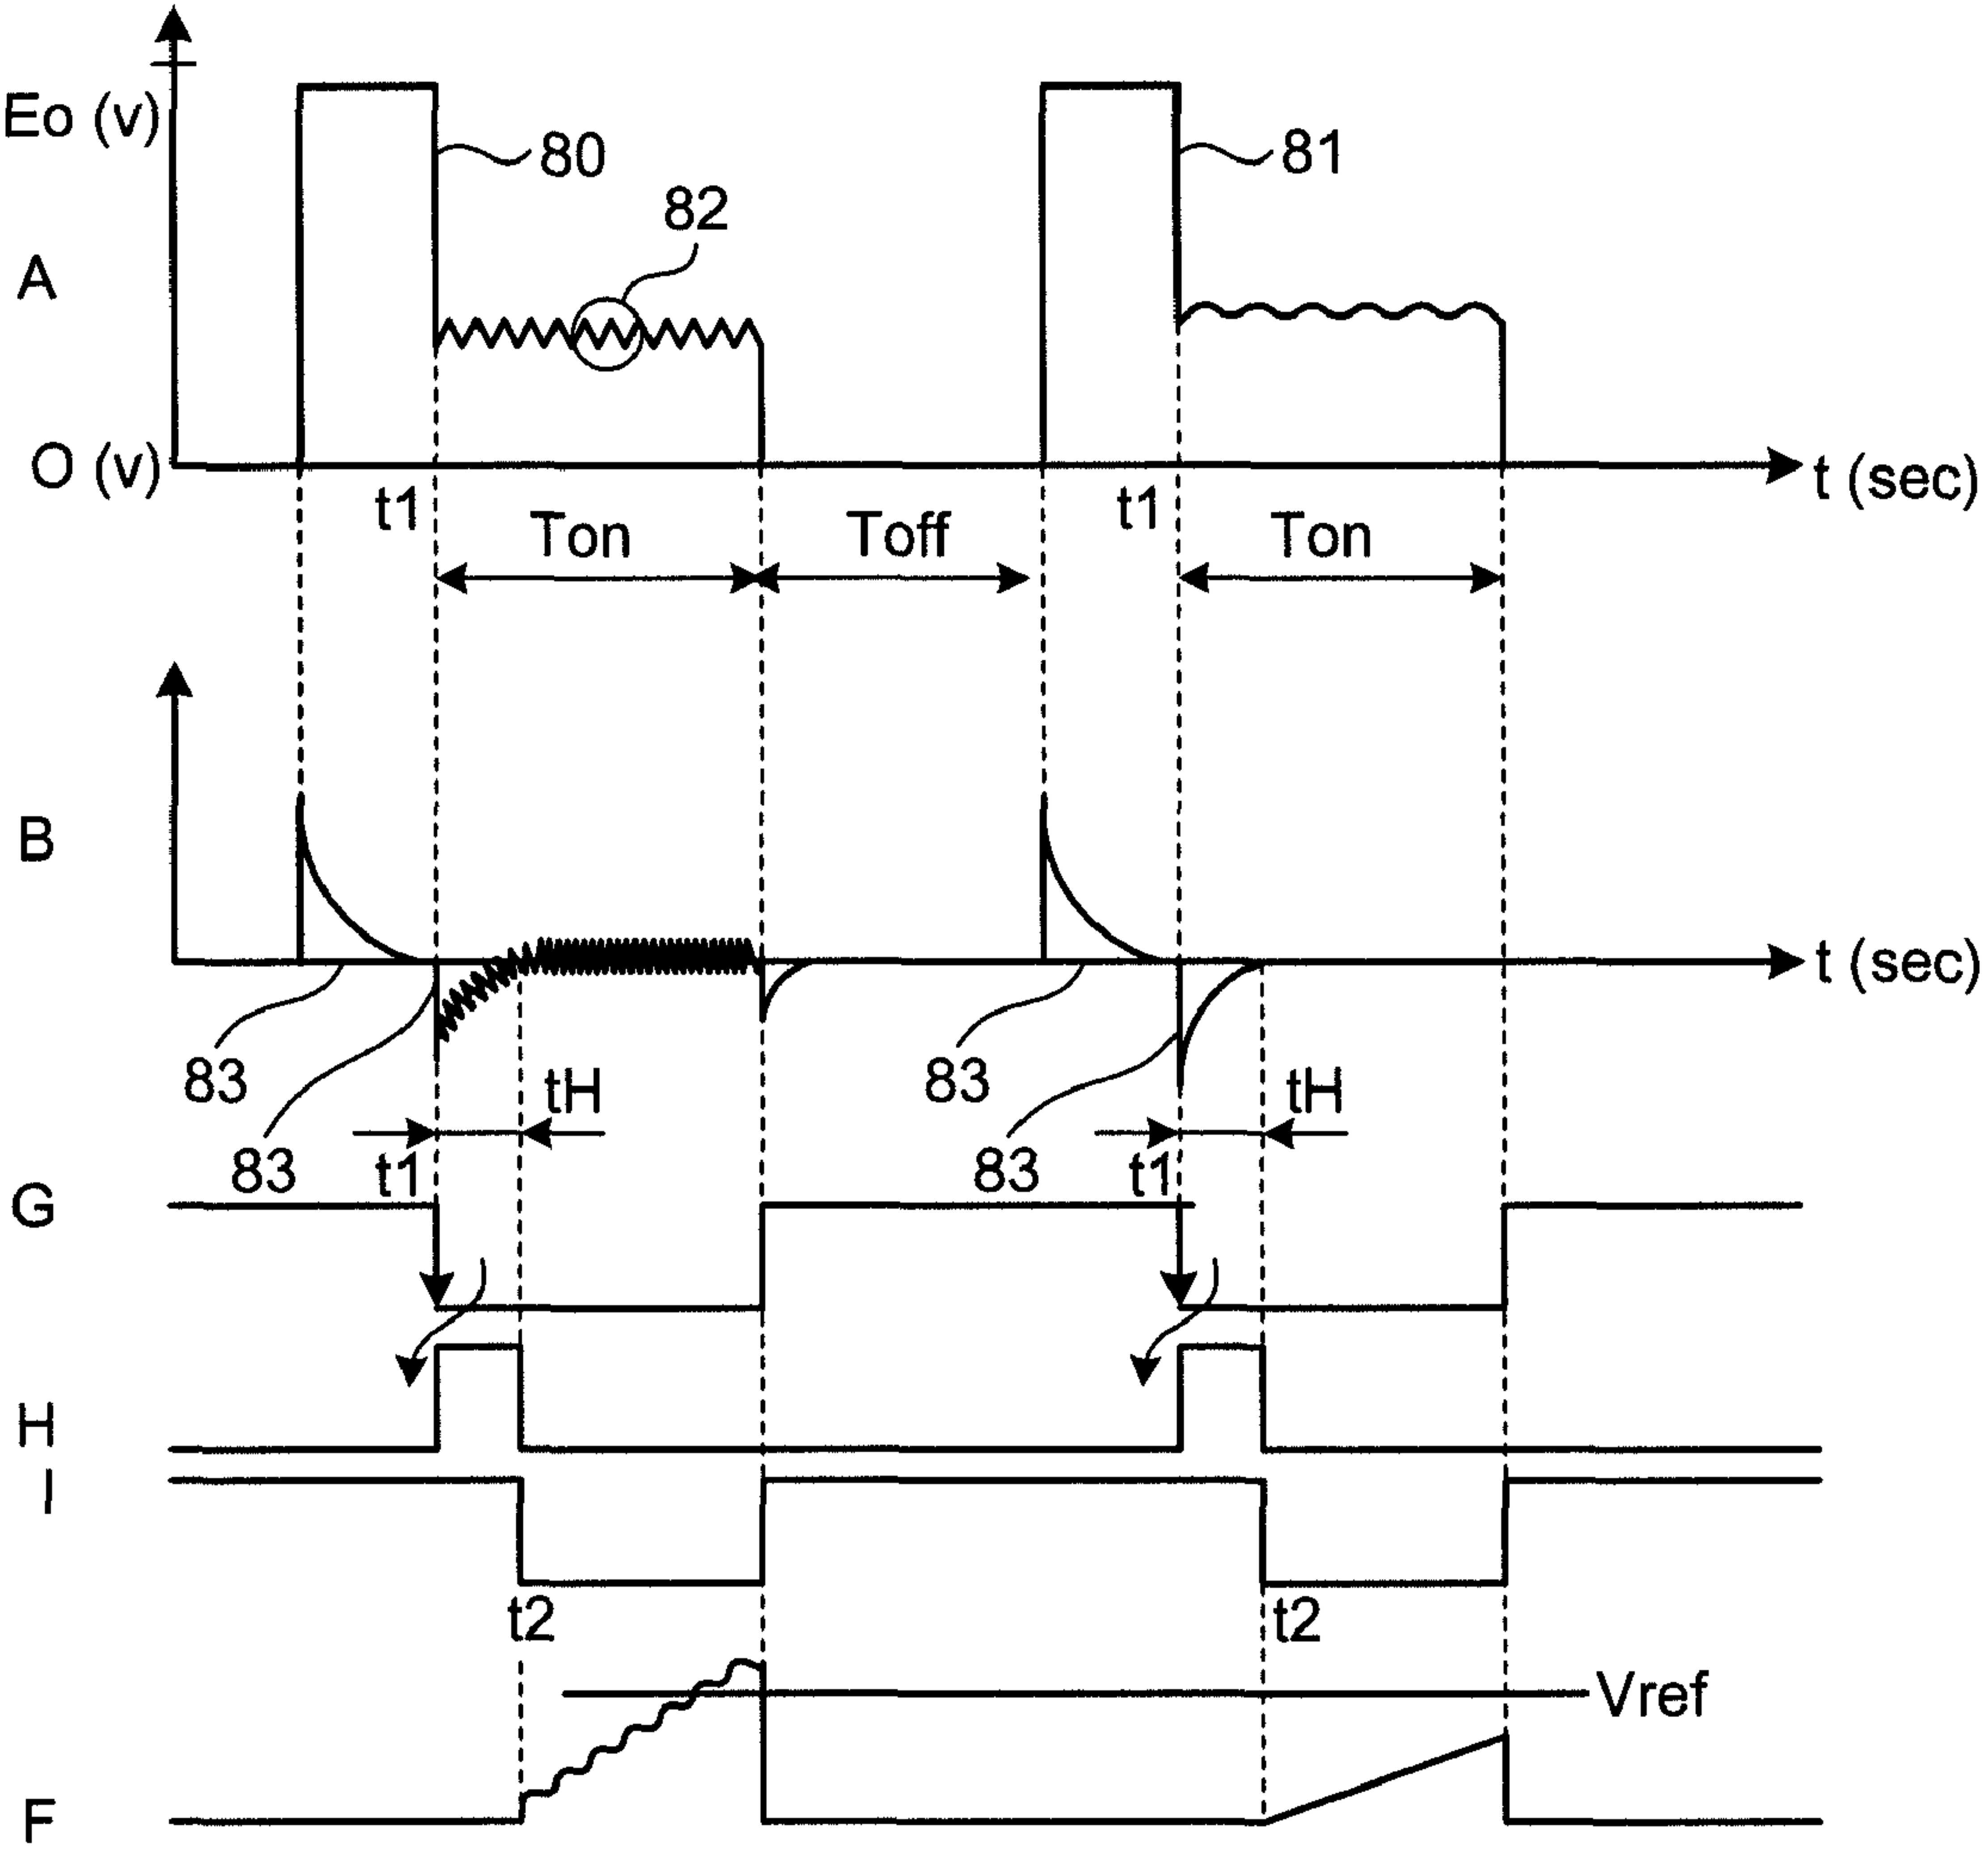 Eo (v)
80
81
82
A
O (v)
t (sec)
t1
t1
Ton
Toff
Ton
B
t (sec)
83
83
tH
tH
83
83
t1
t1
G
H
I
t2
t2
Vref
F